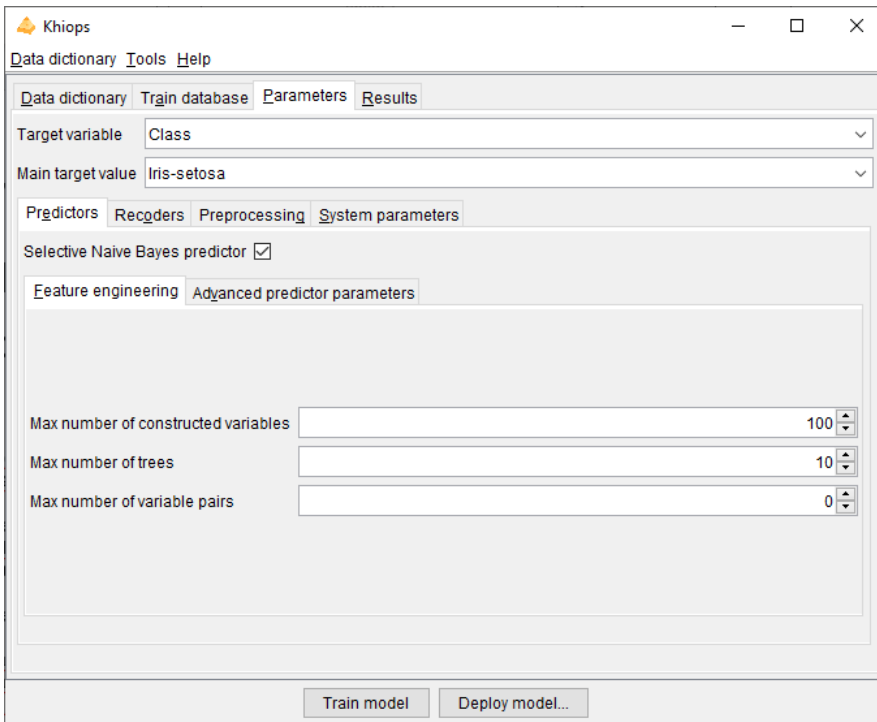 Khiops
Data dictionary Tools Help
Data dictionary Train database Parameters Results
Target variable Class
Main target value Iris-setosa
Predictors Recoders Preprocessing System parameters
Selective Naive Bayes predictor
Feature engineering Advanced predictor parameters
Max number of constructed variables 100
Max number of trees 10
Max number of variable pairs 0
Train model Deploy model...